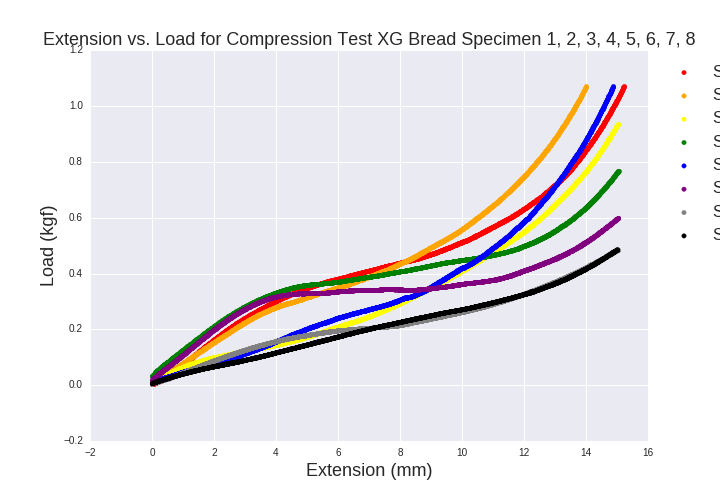 Extension vs. Load for Compression Test XG Bread Specimen 1, 2, 3, 4, 5, 6, 7, 8
1.2
1.0
0.8
0.6
0.4
0.2
0.0
−0.2
Load (kgf)
−2 0 2 4 6 8 10 12 14 16
Extension (mm)
S
S
S
S
S
S
S
S